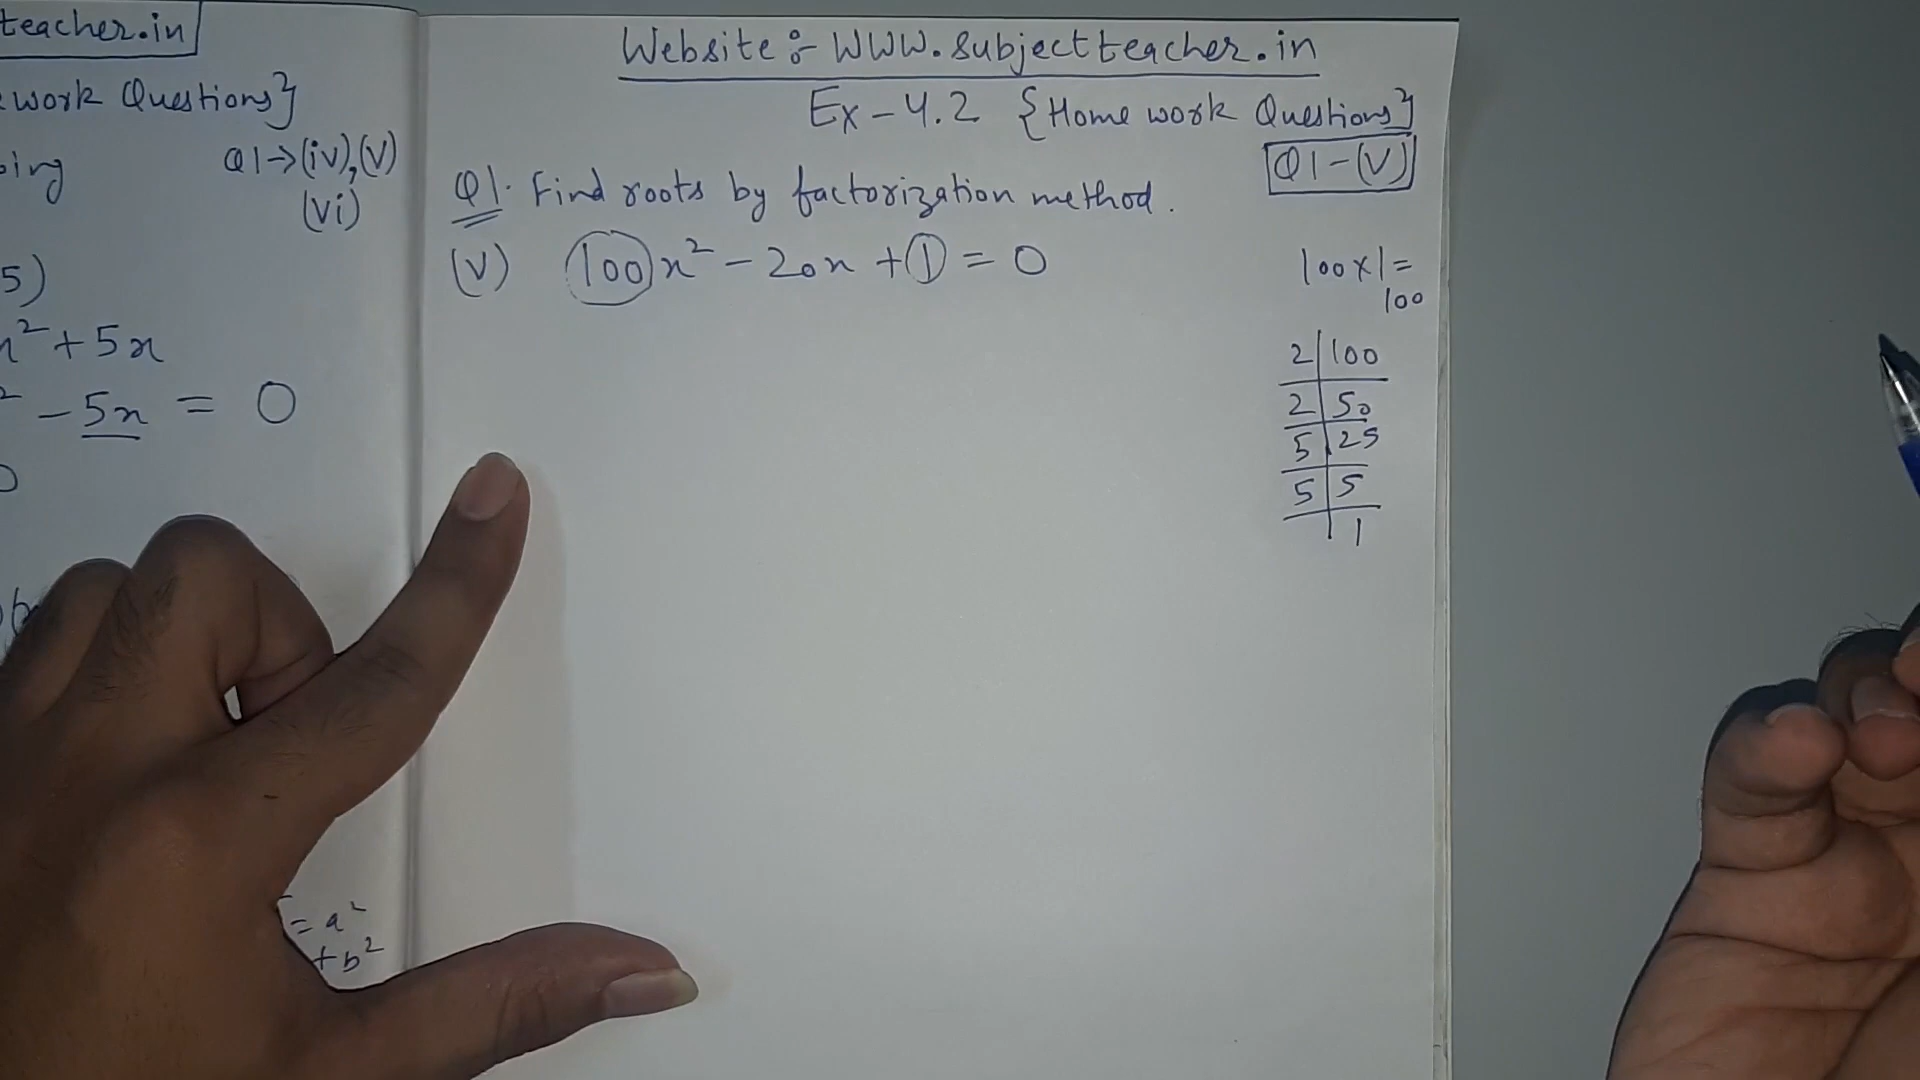 teacher.in
work Questions}
Q1→(iv),(v)
(vi)
5)
x²+5x
-5x = 0
= a²
+b²
Website :- WWW.subjectteacher.in
Ex-4.2 {Home work Questions}
Q1-(V)
Q1. Find roots by factorization method.
(V) 100x² - 20x + 1 = 0
100x1=
100
2|100
2|50
5|25
5|5
|1